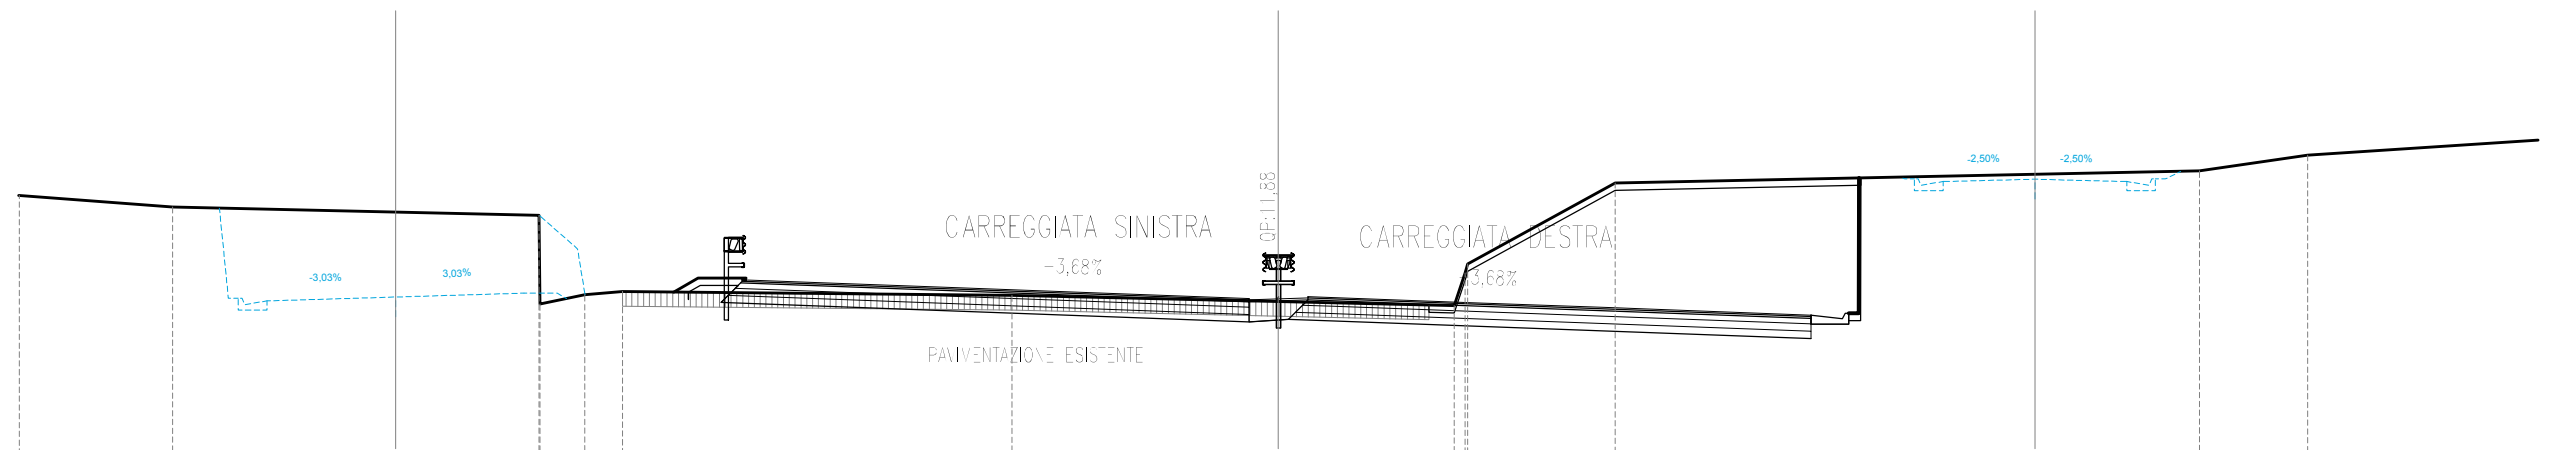 -2,50% -2,50%
QP:11,88
CARREGGIATA SINISTRA
CARREGGIATA DESTRA
-3,68%
-3,03% 3,03%
-3,68%
PAVIMENTAZIONE ESISTENTE